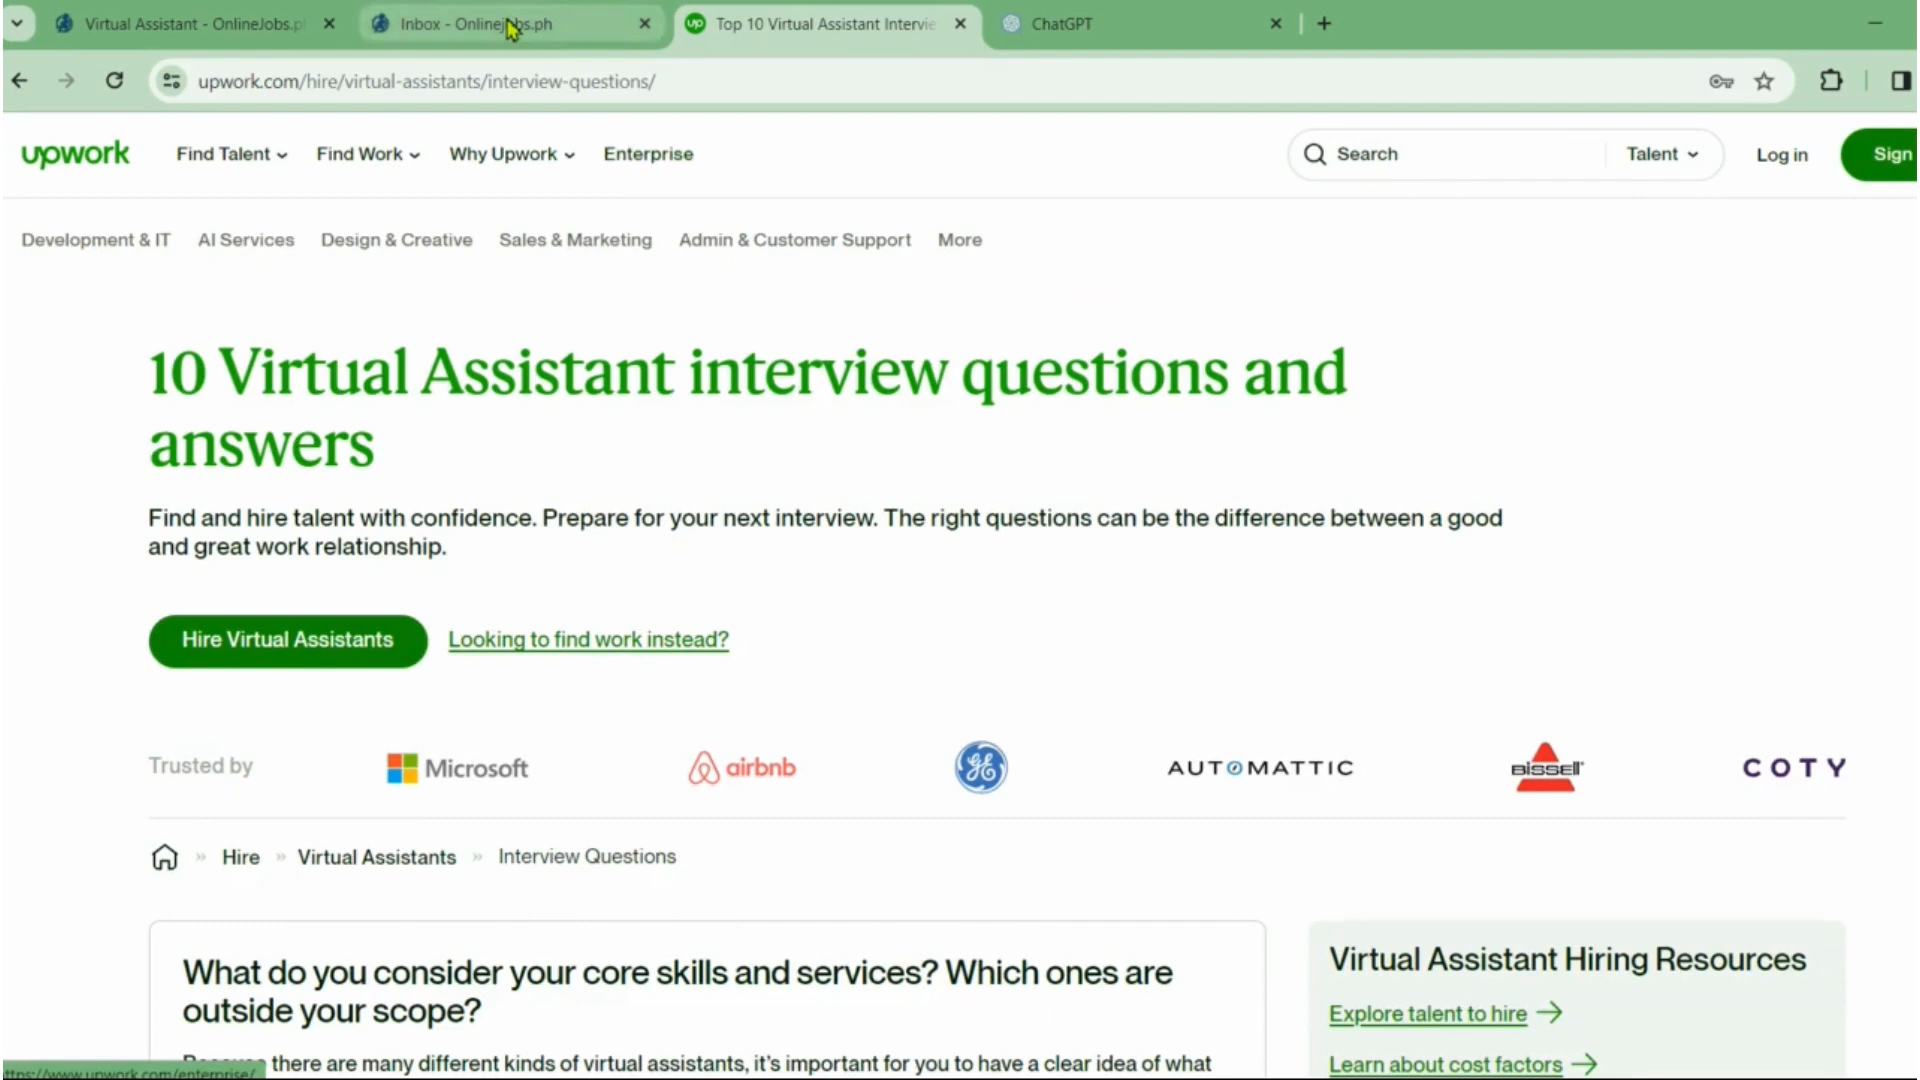 Virtual Assistant - OnlineJobs.p
Inbox - Onlinejobs.ph
Top 10 Virtual Assistant Intervie
ChatGPT
upwork.com/hire/virtual-assistants/interview-questions/
upwork
Find Talent
Find Work
Why Upwork
Enterprise
Search
Talent
Log in
Sign
Development & IT
AI Services
Design & Creative
Sales & Marketing
Admin & Customer Support
More
10 Virtual Assistant interview questions and
answers
Find and hire talent with confidence. Prepare for your next interview. The right questions can be the difference between a good
and great work relationship.
Hire Virtual Assistants
Looking to find work instead?
Trusted by
Microsoft
airbnb
GE
AUTOMATTIC
BISSELL
COTY
Hire » Virtual Assistants » Interview Questions
What do you consider your core skills and services? Which ones are
outside your scope?
Virtual Assistant Hiring Resources
Explore talent to hire
Because there are many different kinds of virtual assistants, it's important for you to have a clear idea of what
Learn about cost factors
ttps://www.upwork.com/enterprise/